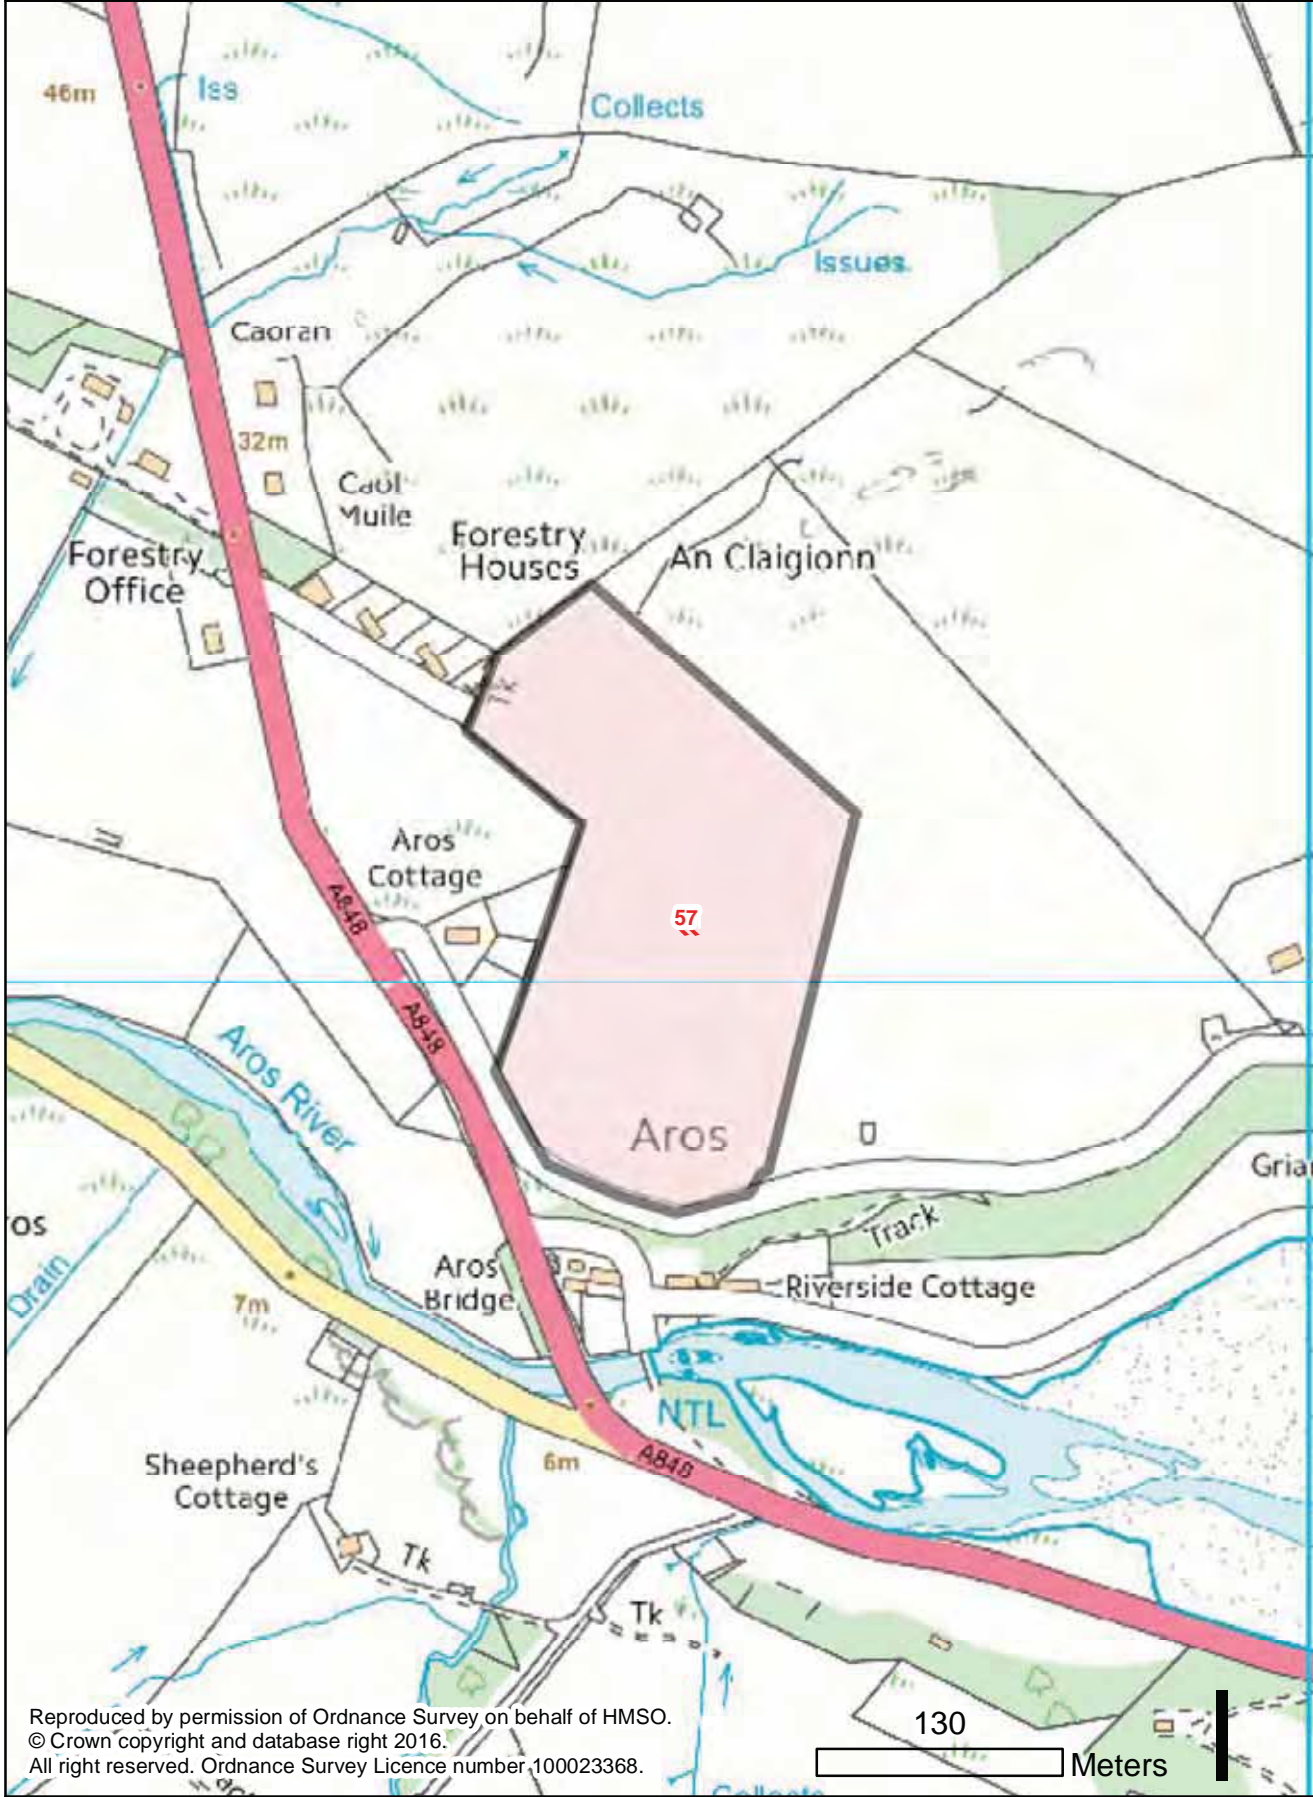 46m
Iss
Collects
Issues
Caoran
32m
Caol
Muile
Forestry
Office
Forestry
Houses
An Claigionn
Aros
Cottage
A848
57
A848
Aros River
Aros
Track
Riverside Cottage
Drain
7m
Aros
Bridge
NTL
6m
A848
Sheepherd's
Cottage
Tk
Tk
Reproduced by permission of Ordnance Survey on behalf of HMSO.
© Crown copyright and database right 2016.
All right reserved. Ordnance Survey Licence number 100023368.
130
Meters